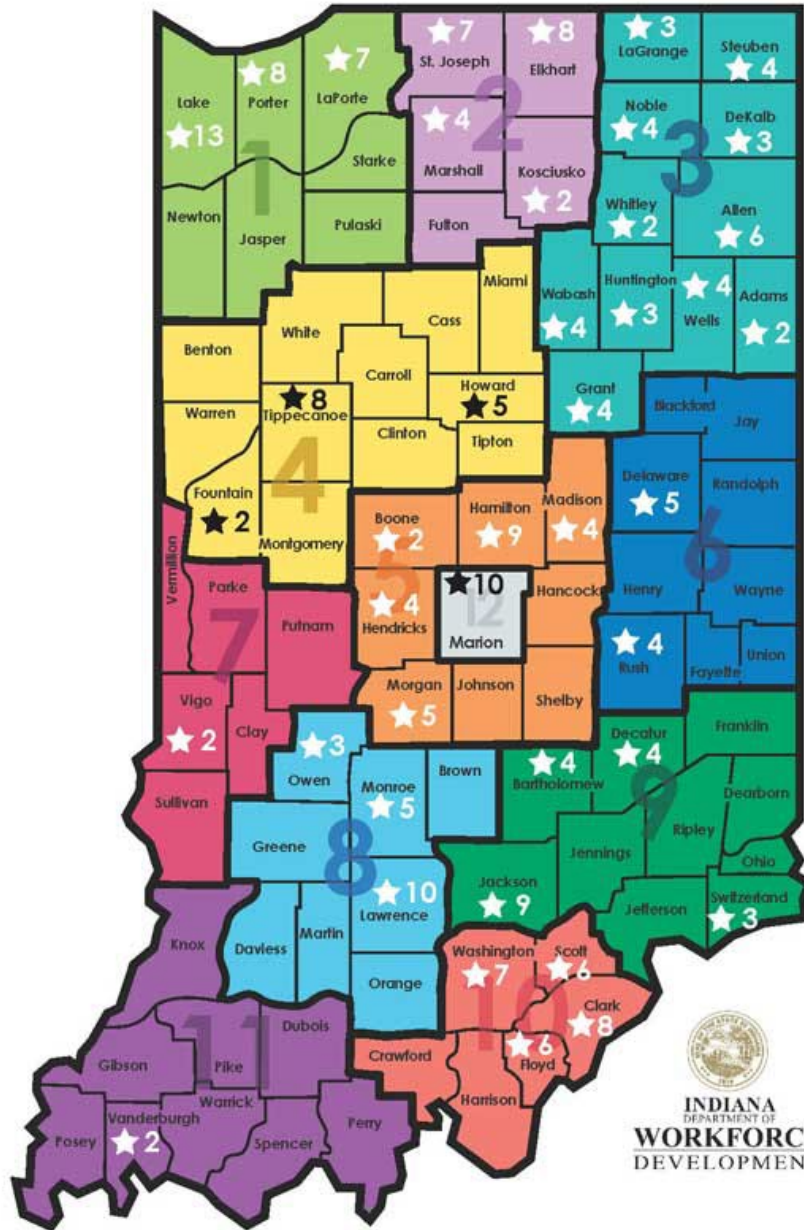 ★7
★8
★3
LaGrange
Steuben
★4
★8
★7
St. Joseph
Elkhart
Lake
★13
Porter
LaPorte
2
Noble
★4
DeKalb
★3
★4
Marshall
3
1
Starke
Kosciusko
★2
Whitley
★2
Allen
★6
Newton
Jasper
Pulaski
Fulton
Miami
Wabash
★4
Huntington
★3
★4
Wells
Adams
★2
White
Cass
Benton
Carroll
★8
Tippecanoe
Howard
★5
Grant
★4
Blackford
Jay
Warren
Clinton
Tipton
4
Fountain
★2
Montgomery
Boone
★2
Hamilton
★9
Madison
★4
Delaware
★5
Randolph
5
6
Vermillion
Parke
Putnam
★4
Hendricks
★10
12
Marion
Hancock
Henry
Wayne
7
★4
Rush
Fayette
Union
Vigo
★2
Clay
Morgan
★5
Johnson
Shelby
★3
Owen
Monroe
★5
Brown
★4
Bartholomew
Decatur
★4
Franklin
Sullivan
Greene
8
9
Dearborn
Ripley
Jennings
Ohio
★10
Lawrence
Jackson
★9
Jefferson
Switzerland
★3
Knox
Daviess
Martin
Orange
Washington
★7
Scott
★6
10
Clark
★8
Dubois
11
Gibson
Pike
Crawford
★6
Floyd
Harrison
Posey
Vanderburgh
★2
Warrick
Spencer
Perry
INDIANA
DEPARTMENT OF
WORKFORC
DEVELOPMEN